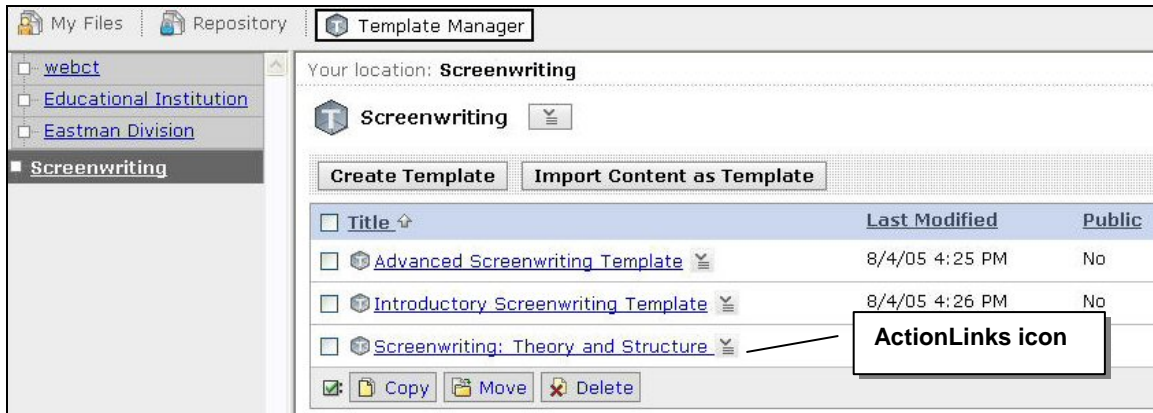 My Files Repository Template Manager
webct
Educational Institution
Eastman Division
Screenwriting
Your location: Screenwriting
Screenwriting
Create Template Import Content as Template
Title Last Modified Public
Advanced Screenwriting Template 8/4/05 4:25 PM No
Introductory Screenwriting Template 8/4/05 4:26 PM No
Screenwriting: Theory and Structure
ActionLinks icon
Copy Move Delete